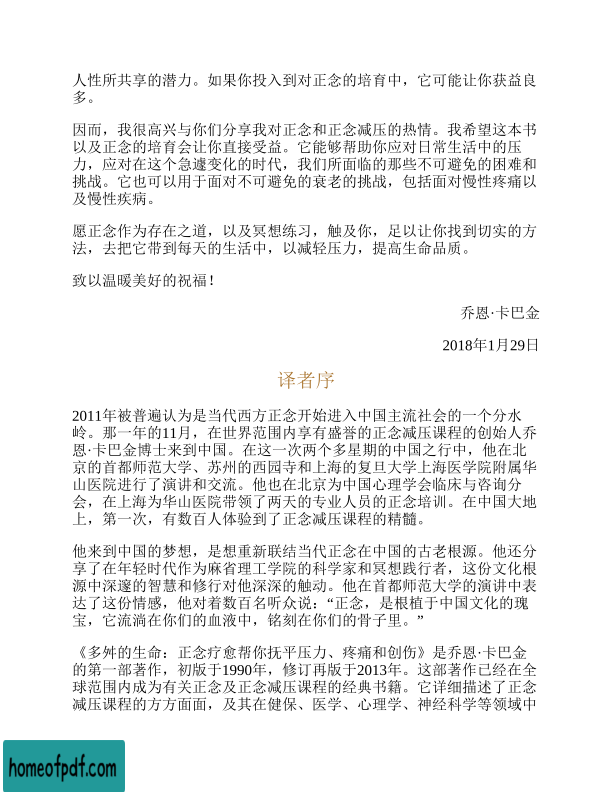 人性所共享的潜力。如果你投入到对正念的培育中，它可能让你获益良
多。
因而，我很高兴与你们分享我对正念和正念减压的热情。我希望这本书
以及正念的培育会让你直接受益。它能够帮助你应对日常生活中的压
力，应对在这个急遽变化的时代，我们所面临的那些不可避免的困难和
挑战。它也可以用于面对不可避免的衰老的挑战，包括面对慢性疼痛以
及慢性疾病。
愿正念作为存在之道，以及冥想练习，触及你，足以让你找到切实的方
法，去把它带到每天的生活中，以减轻压力，提高生命品质。
致以温暖美好的祝福！
乔恩·卡巴金
2018年1月29日
译者序
2011年被普遍认为是当代西方正念开始进入中国主流社会的一个分水
岭。那一年的11月，在世界范围内享有盛誉的正念减压课程的创始人乔
恩·卡巴金博士来到中国。在这一次两个多星期的中国之行中，他在北
京的首都师范大学、苏州的西园寺和上海的复旦大学上海医学院附属华
山医院进行了演讲和交流。他也在北京为中国心理学会临床与咨询分
会，在上海为华山医院带领了两天的专业人员的正念培训。在中国大地
上，第一次，有数百人体验到了正念减压课程的精髓。
他来到中国的梦想，是想重新联结当代正念在中国的古老根源。他还分
享了在年轻时代作为麻省理工学院的科学家和冥想践行者，这份文化根
源中深邃的智慧和修行对他深深的触动。他在首都师范大学的演讲中表
达了这份情感，他对着数百名听众说：“正念，是根植于中国文化的瑰
宝，它流淌在你们的血液中，铭刻在你们的骨子里。”
《多舛的生命：正念疗愈帮你抚平压力、疼痛和创伤》是乔恩·卡巴金
的第一部著作，初版于1990年，修订再版于2013年。这部著作已经在全
球范围内成为有关正念及正念减压课程的经典书籍。它详细描述了正念
减压课程的方方面面，及其在健保、医学、心理学、神经科学等领域中
homeofpdf.com